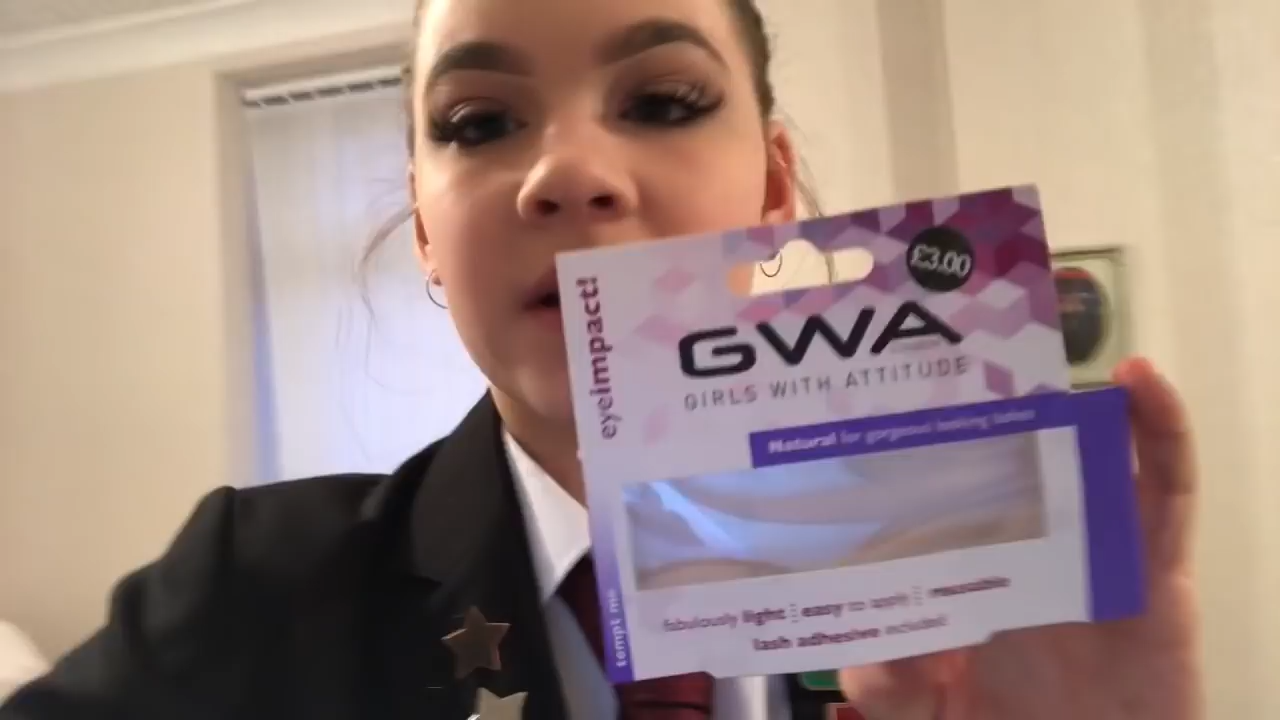 £3.00
eyeimpact!
GWA
GIRLS WITH ATTITUDE
Natural for gorgeous looking lashes
fabulously light easy to apply reusable
lash adhesive included
tempt me